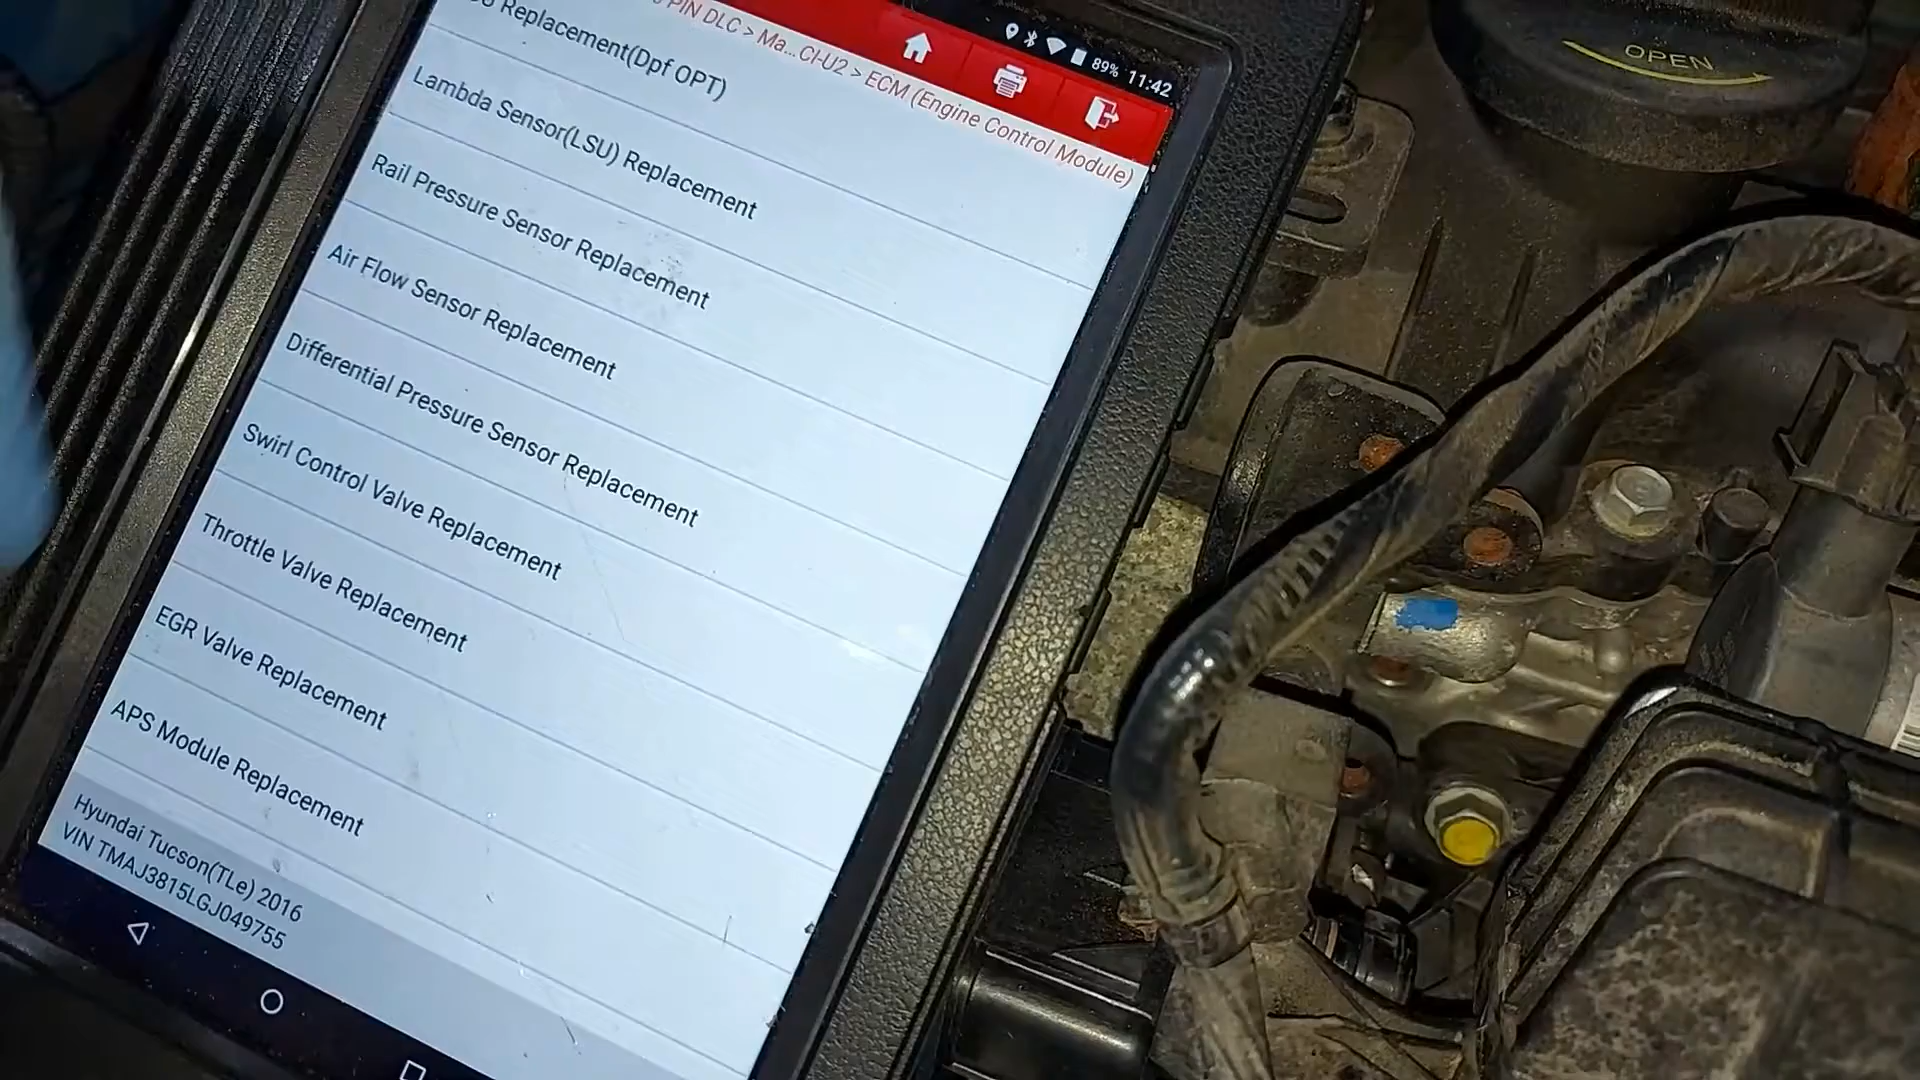 89% 11:42
PIN DLC > Ma...CI-U2 > ECM (Engine Control Module)
Replacement(Dpf OPT)
Lambda Sensor(LSU) Replacement
Rail Pressure Sensor Replacement
Air Flow Sensor Replacement
Differential Pressure Sensor Replacement
Swirl Control Valve Replacement
Throttle Valve Replacement
EGR Valve Replacement
APS Module Replacement
Hyundai Tucson(TLe) 2016
VIN TMAJ3815LGJ049755
OPEN